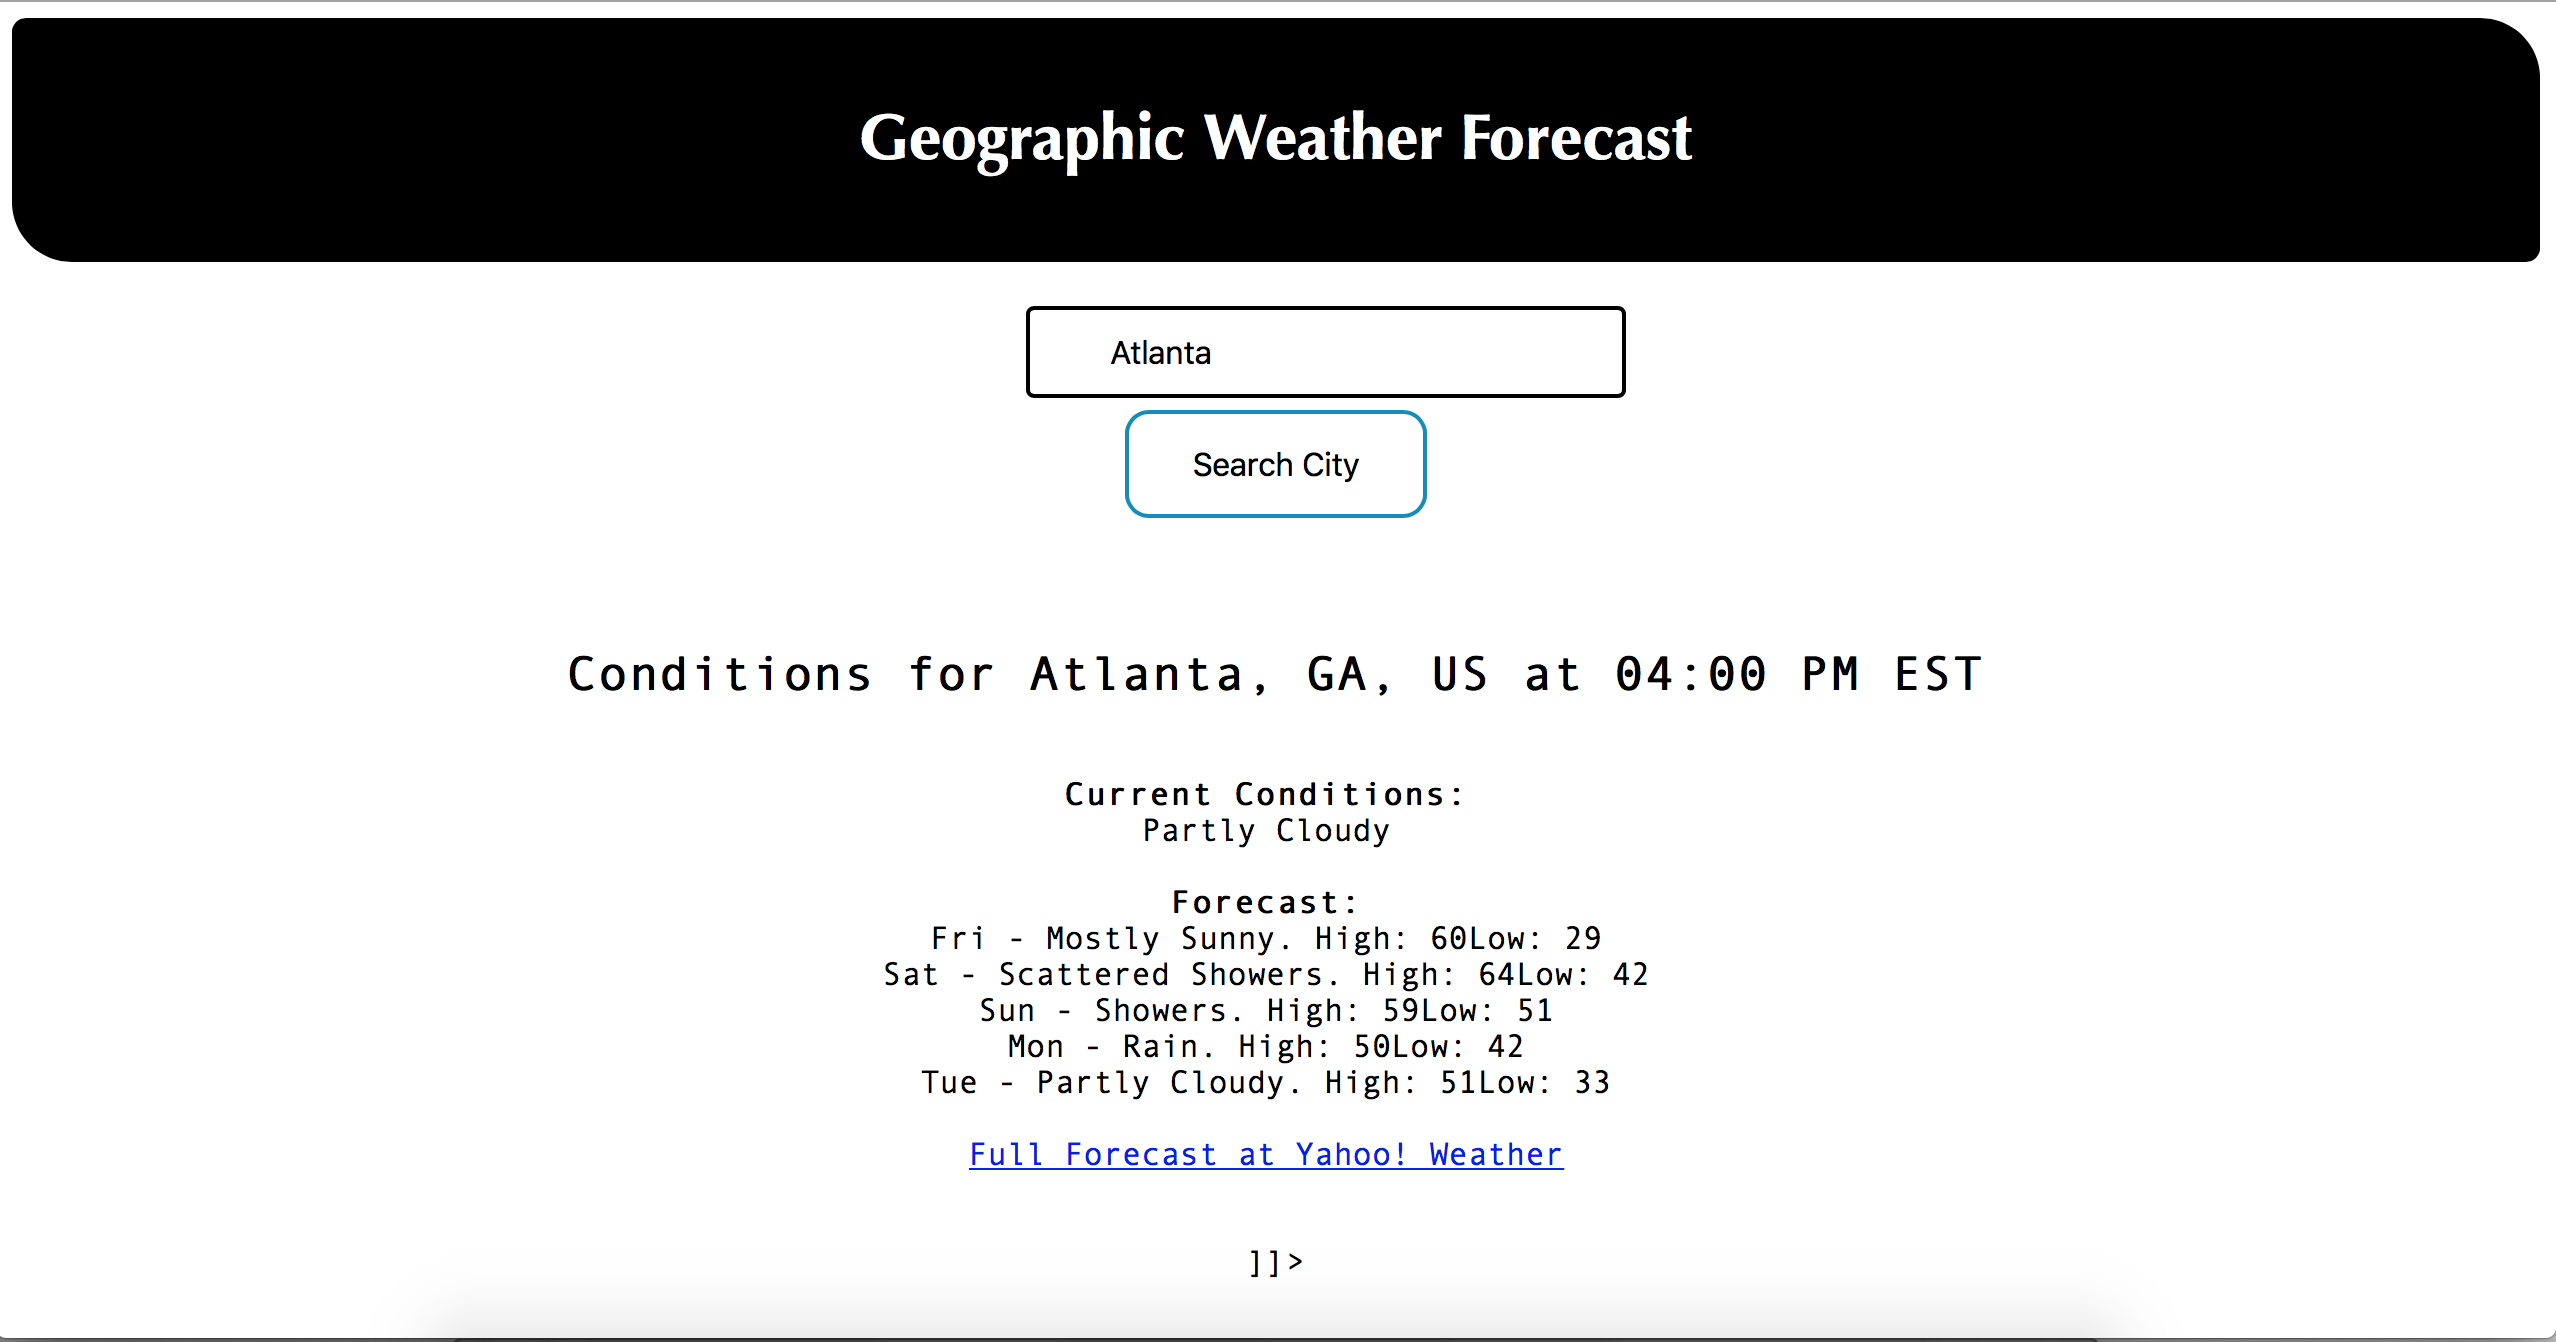 Geographic Weather Forecast
Atlanta
Search City
Conditions for Atlanta, GA, US at 04:00 PM EST
Current Conditions:
Partly Cloudy
Forecast:
Fri - Mostly Sunny. High: 60Low: 29
Sat - Scattered Showers. High: 64Low: 42
Sun - Showers. High: 59Low: 51
Mon - Rain. High: 50Low: 42
Tue - Partly Cloudy. High: 51Low: 33
Full Forecast at Yahoo! Weather
]]>